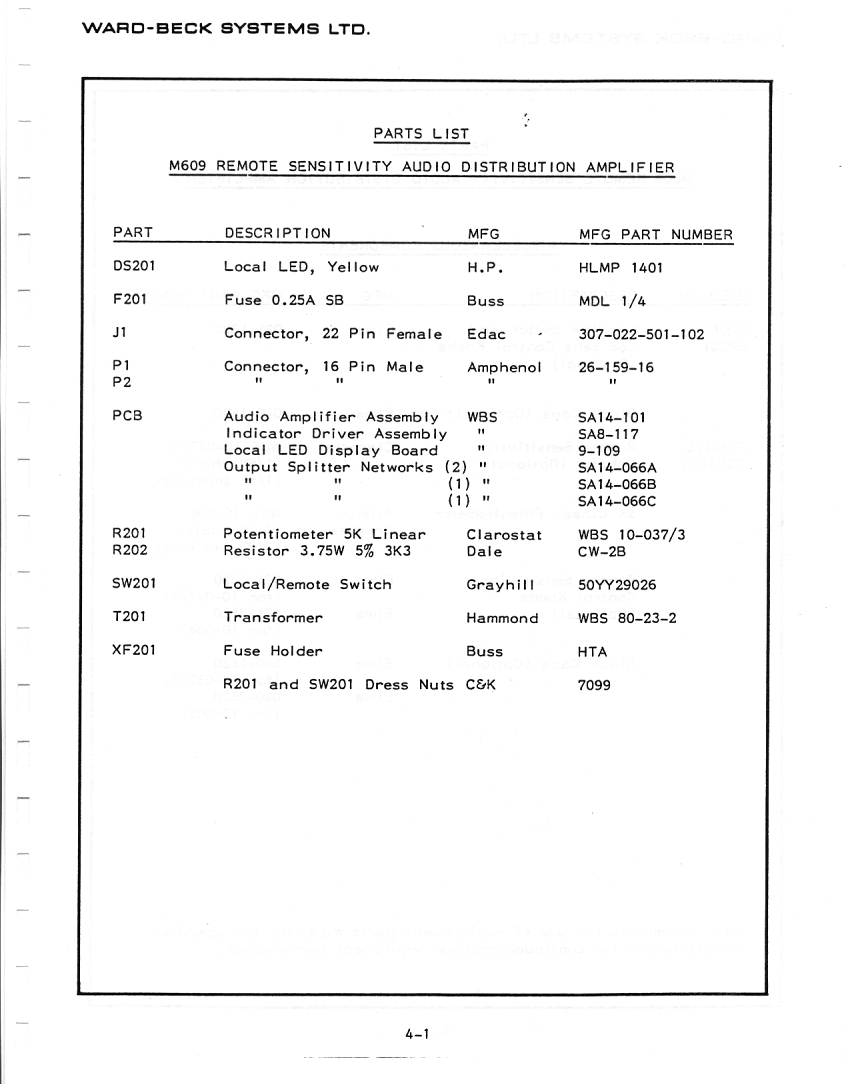 WARD-BECK SYSTEMS LTD.
PARTS LIST
M609 REMOTE SENSITIVITY AUDIO DISTRIBUTION AMPLIFIER
PART DESCRIPTION MFG MFG PART NUMBER
DS201 Local LED, Yellow H.P. HLMP 1401
F201 Fuse 0.25A SB Buss MDL 1/4
J1 Connector, 22 Pin Female Edac 307-022-501-102
P1 Connector, 16 Pin Male Amphenol 26-159-16
P2 " " " "
PCB Audio Amplifier Assembly WBS SA14-101
Indicator Driver Assembly " SA8-117
Local LED Display Board " 9-109
Output Splitter Networks (2) " SA14-066A
" " (1) " SA14-066B
" " (1) " SA14-066C
R201 Potentiometer 5K Linear Clarostat WBS 10-037/3
R202 Resistor 3.75W 5% 3K3 Dale CW-2B
SW201 Local/Remote Switch Grayhill 50YY29026
T201 Transformer Hammond WBS 80-23-2
XF201 Fuse Holder Buss HTA
R201 and SW201 Dress Nuts C&K 7099
4-1